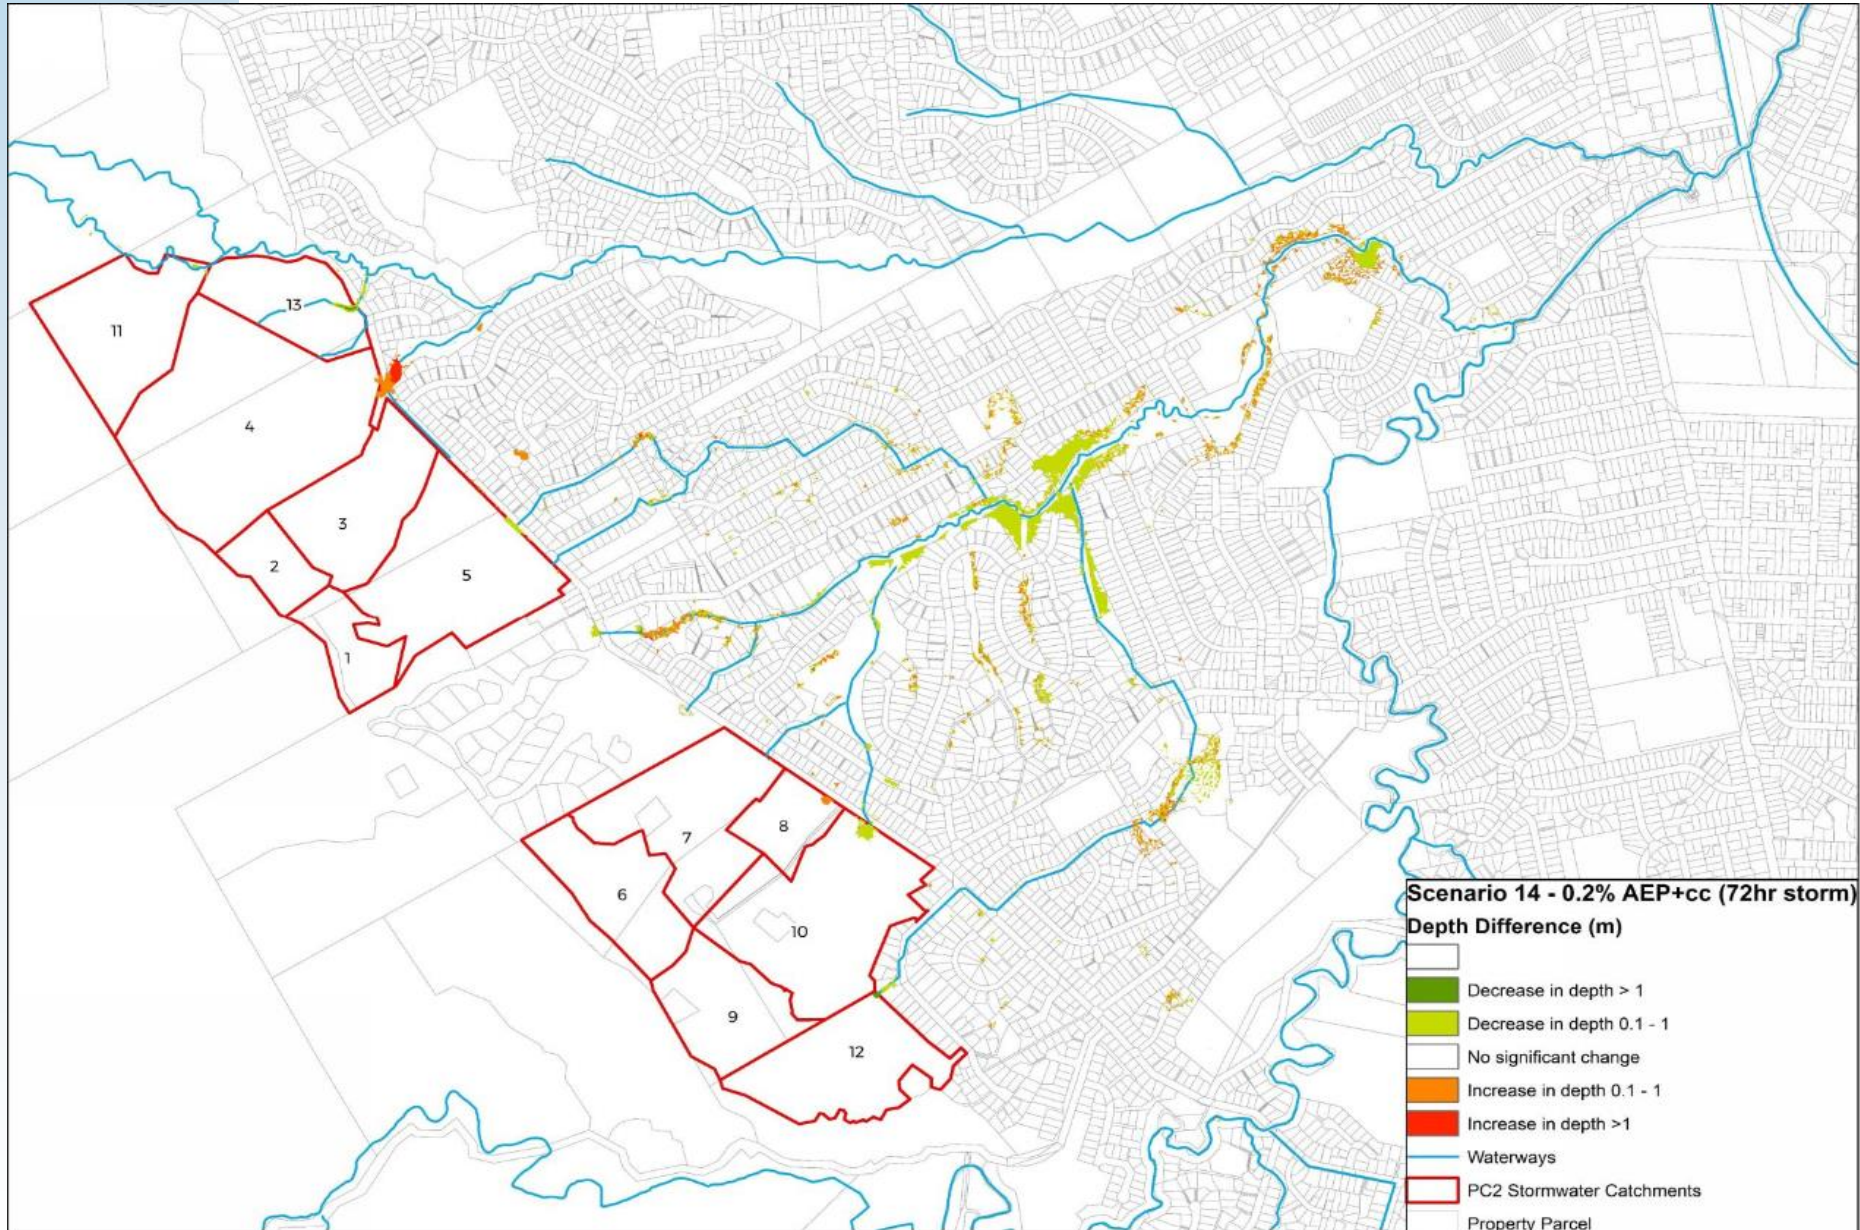 13
11
4
3
2
5
1
8
7
6
10
9
12
Scenario 14 - 0.2% AEP+cc (72hr storm)
Depth Difference (m)
Decrease in depth > 1
Decrease in depth 0.1 - 1
No significant change
Increase in depth 0.1 - 1
Increase in depth >1
Waterways
PC2 Stormwater Catchments
Property Parcel